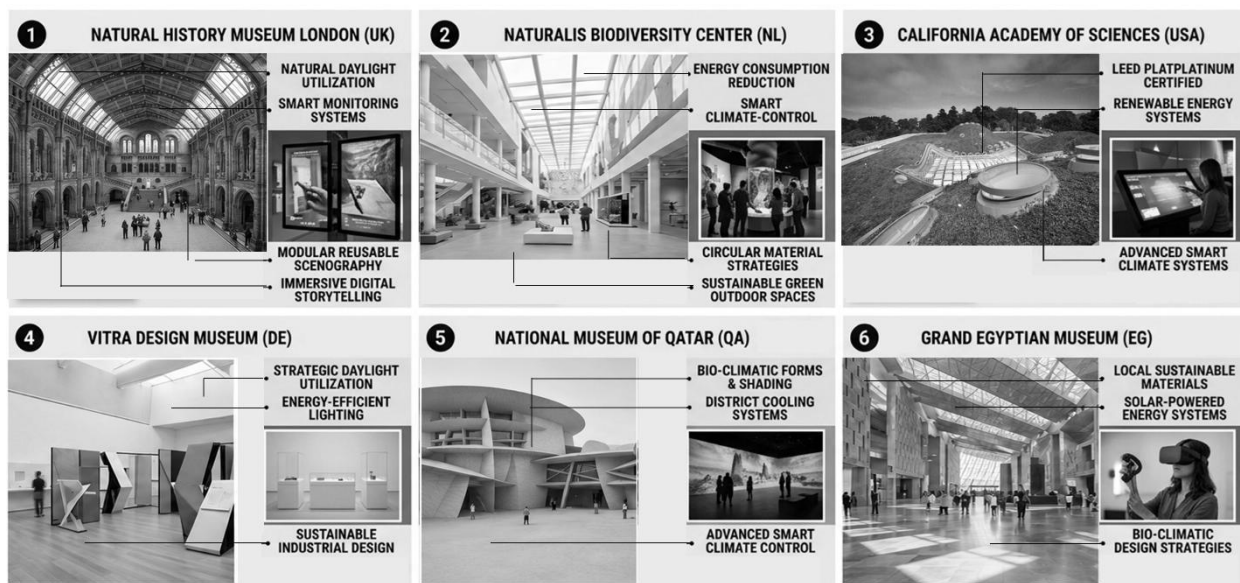 1 NATURAL HISTORY MUSEUM LONDON (UK)
NATURAL DAYLIGHT
UTILIZATION
SMART MONITORING
SYSTEMS
MODULAR REUSABLE
SCENOGRAPHY
IMMERSIVE DIGITAL
STORYTELLING
2 NATURALIS BIODIVERSITY CENTER (NL)
ENERGY CONSUMPTION
REDUCTION
SMART
CLIMATE-CONTROL
CIRCULAR MATERIAL
STRATEGIES
SUSTAINABLE GREEN
OUTDOOR SPACES
3 CALIFORNIA ACADEMY OF SCIENCES (USA)
LEED PLATPLATINUM
CERTIFIED
RENEWABLE ENERGY
SYSTEMS
ADVANCED SMART
CLIMATE SYSTEMS
4 VITRA DESIGN MUSEUM (DE)
STRATEGIC DAYLIGHT
UTILIZATION
ENERGY-EFFICIENT
LIGHTING
SUSTAINABLE
INDUSTRIAL DESIGN
5 NATIONAL MUSEUM OF QATAR (QA)
BIO-CLIMATIC FORMS
& SHADING
DISTRICT COOLING
SYSTEMS
ADVANCED SMART
CLIMATE CONTROL
6 GRAND EGYPTIAN MUSEUM (EG)
LOCAL SUSTAINABLE
MATERIALS
SOLAR-POWERED
ENERGY SYSTEMS
BIO-CLIMATIC
DESIGN STRATEGIES